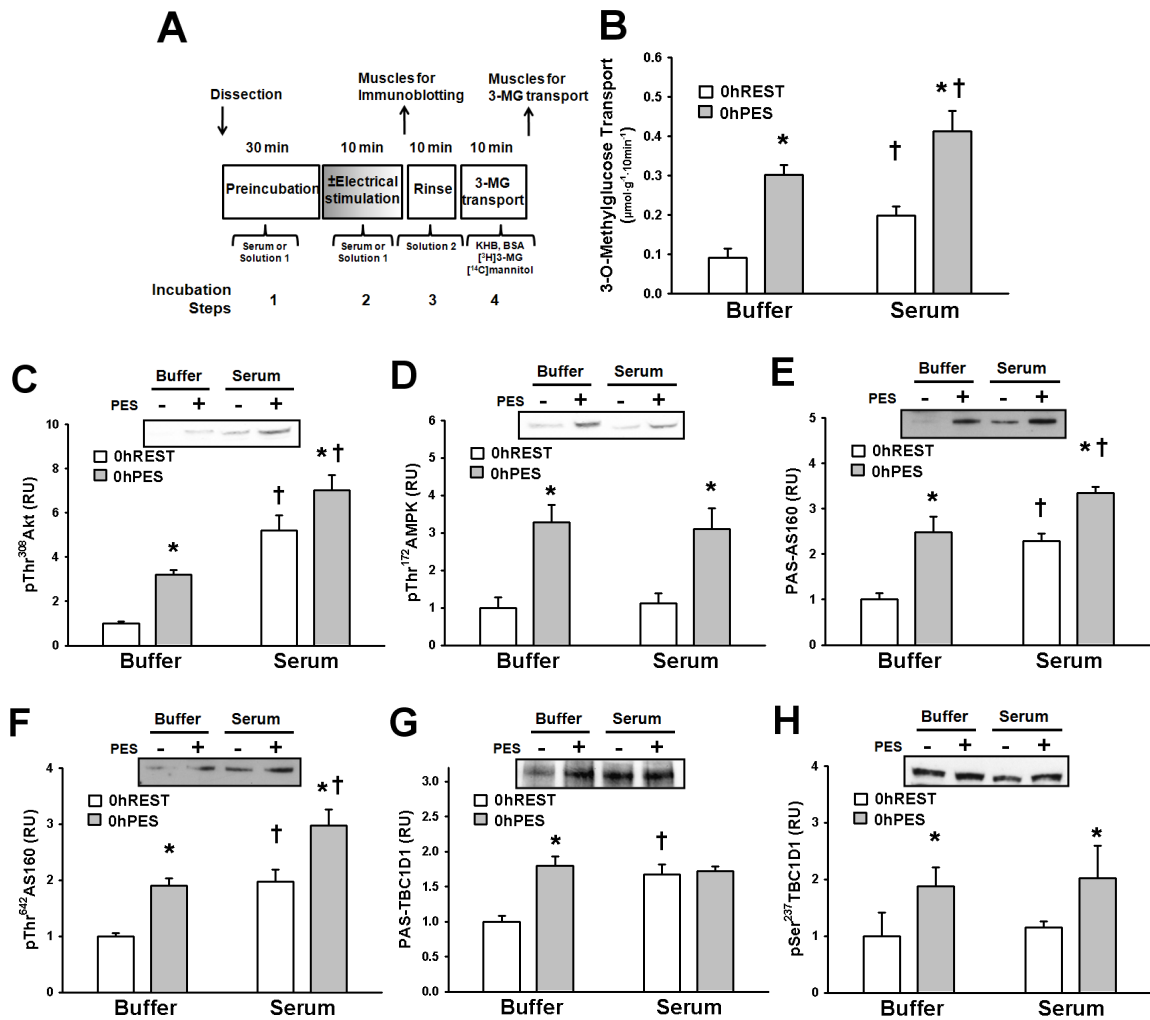 A
Dissection
Muscles for
Immunoblotting
Muscles for
3-MG transport
30 min
10 min
10 min
10 min
Preincubation
±Electrical
stimulation
Rinse
3-MG
transport
Serum or
Solution 1
Serum or
Solution 1
Solution 2
KHB, BSA
[³H]3-MG
[¹⁴C]mannitol
Incubation
Steps
1
2
3
4
B
3-O-Methylglucose Transport
(µmol·g⁻¹·10min⁻¹)
0.6
0.5
0.4
0.3
0.2
0.1
0.0
0hREST
0hPES
*
†
* †
Buffer
Serum
C
Buffer
Serum
PES
- + - +
pThr³⁰⁸Akt (RU)
10
8
6
4
2
0
0hREST
0hPES
*
†
* †
Buffer
Serum
D
Buffer
Serum
PES
- + - +
pThr¹⁷²AMPK (RU)
6
5
4
3
2
1
0
0hREST
0hPES
*
*
Buffer
Serum
E
Buffer
Serum
PES
- + - +
PAS-AS160 (RU)
5
4
3
2
1
0
0hREST
0hPES
*
†
* †
Buffer
Serum
F
Buffer
Serum
PES
- + - +
pThr⁶⁴²AS160 (RU)
4
3
2
1
0
0hREST
0hPES
*
†
* †
Buffer
Serum
G
Buffer
Serum
PES
- + - +
PAS-TBC1D1 (RU)
3.0
2.5
2.0
1.5
1.0
0.5
0.0
0hREST
0hPES
*
†
Buffer
Serum
H
Buffer
Serum
PES
- + - +
pSer²³⁷TBC1D1 (RU)
4
3
2
1
0
0hREST
0hPES
*
*
Buffer
Serum